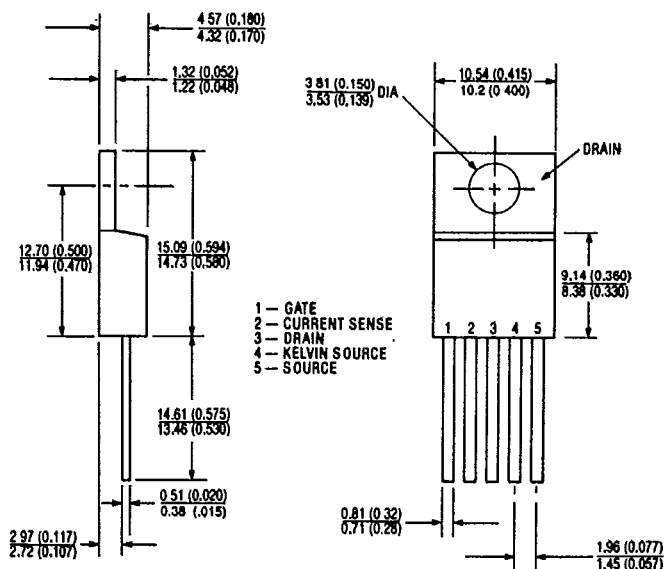 4.57 (0.180)
4.32 (0.170)
1.32 (0.052)
1.22 (0.048)
3.81 (0.150)
3.53 (0.139) DIA
10.54 (0.415)
10.2 (0 400)
DRAIN
12.70 (0.500)
11.94 (0.470)
15.09 (0.594)
14.73 (0.580)
9.14 (0.360)
8.38 (0.330)
1 — GATE
2 — CURRENT SENSE
3 — DRAIN
4 — KELVIN SOURCE
5 — SOURCE
1 2 3 4 5
14.61 (0.575)
13.46 (0.530)
0.51 (0.020)
0.38 (.015)
0.81 (0 32)
0.71 (0.28)
2.97 (0.117)
2.72 (0.107)
1.96 (0.077)
1.45 (0.057)